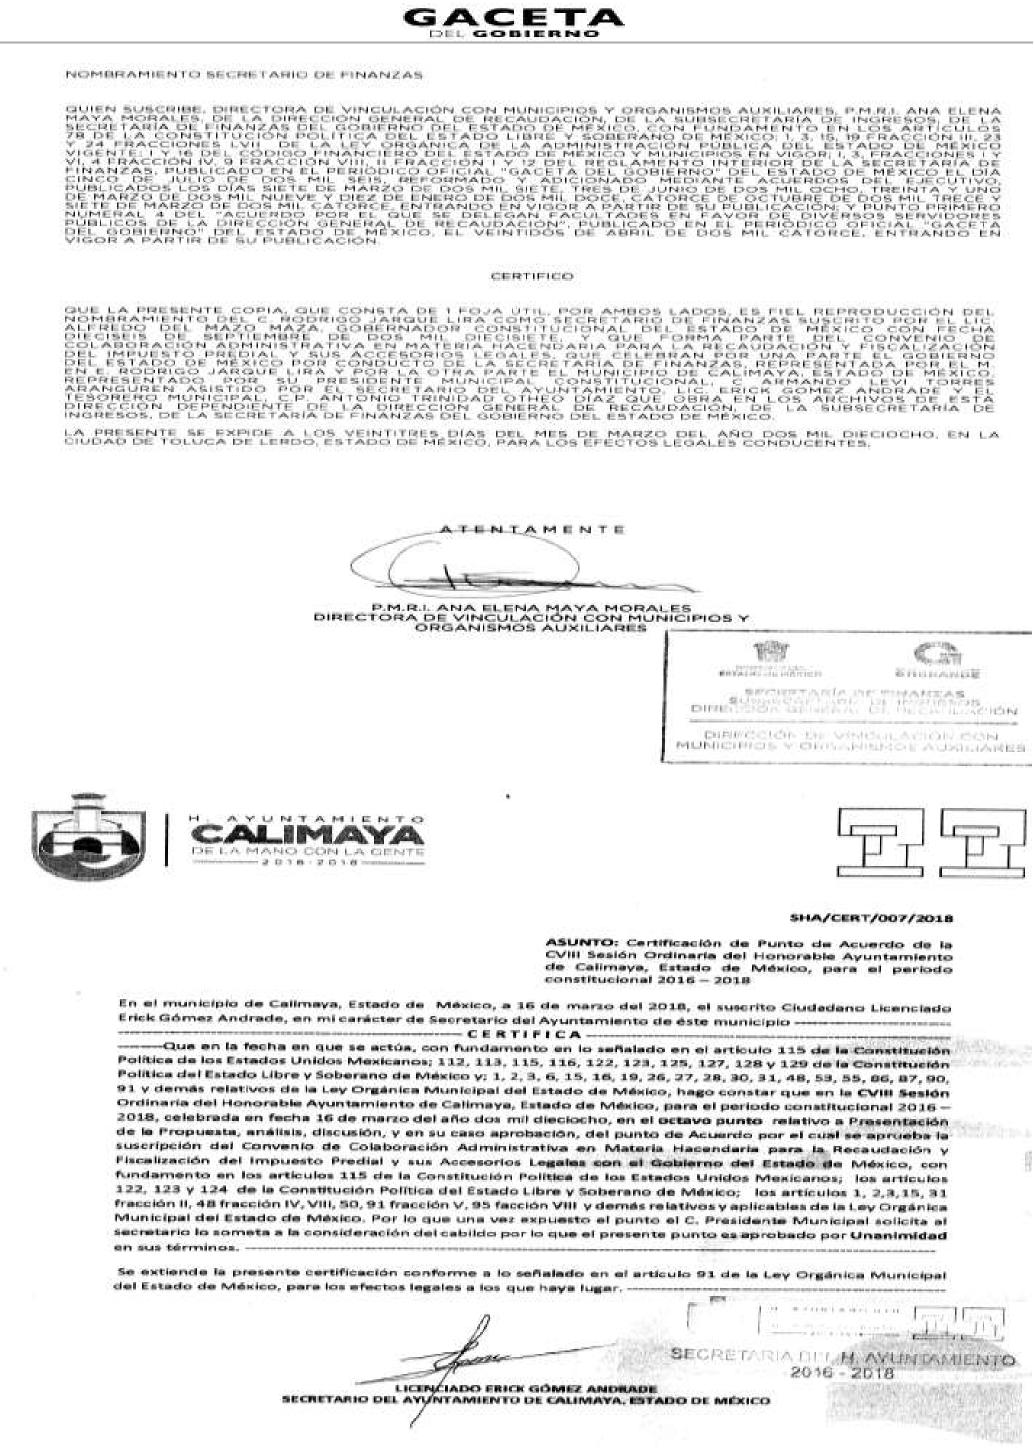 GACETA
DEL GOBIERNO
NOMBRAMIENTO SECRETARIO DE FINANZAS
QUIEN SUSCRIBE, DIRECTORA DE VINCULACIÓN CON MUNICIPIOS Y ORGANISMOS AUXILIARES, P.M.R.I. ANA ELENA
MAYA MORALES, DE LA DIRECCIÓN GENERAL DE RECAUDACIÓN, DE LA SUBSECRETARÍA DE INGRESOS, DE LA
SECRETARÍA DE FINANZAS DEL GOBIERNO DEL ESTADO DE MÉXICO, CON FUNDAMENTO EN LOS ARTÍCULOS
78 DE LA CONSTITUCIÓN POLÍTICA DEL ESTADO LIBRE Y SOBERANO DE MÉXICO; 1, 3, 15, 19 FRACCIÓN III, 23
Y 24 FRACCIONES LVII DE LA LEY ORGÁNICA DE LA ADMINISTRACIÓN PÚBLICA DEL ESTADO DE MÉXICO
VIGENTE; 1 Y 16 DEL CÓDIGO FINANCIERO DEL ESTADO DE MÉXICO Y MUNICIPIOS EN VIGOR; 1, 3, FRACCIONES I Y
VI, 4 FRACCIÓN IV, 9 FRACCIÓN VIII, 11 FRACCIÓN I Y 12 DEL REGLAMENTO INTERIOR DE LA SECRETARÍA DE
FINANZAS, PUBLICADO EN EL PERIÓDICO OFICIAL "GACETA DEL GOBIERNO" DEL ESTADO DE MÉXICO EL DÍA
CINCO DE JULIO DE DOS MIL SEIS, REFORMADO Y ADICIONADO MEDIANTE ACUERDOS DEL EJECUTIVO,
PUBLICADOS LOS DÍAS SIETE DE MARZO DE DOS MIL SIETE, TRES DE JUNIO DE DOS MIL OCHO, TREINTA Y UNO
DE MARZO DE DOS MIL NUEVE Y DIEZ DE ENERO DE DOS MIL DOCE, CATORCE DE OCTUBRE DE DOS MIL TRECE Y
SIETE DE MARZO DE DOS MIL CATORCE, ENTRANDO EN VIGOR A PARTIR DE SU PUBLICACIÓN; Y PUNTO PRIMERO
NUMERAL 4 DEL "ACUERDO POR EL QUE SE DELEGAN FACULTADES EN FAVOR DE DIVERSOS SERVIDORES
PÚBLICOS DE LA DIRECCIÓN GENERAL DE RECAUDACIÓN", PUBLICADO EN EL PERIÓDICO OFICIAL "GACETA
DEL GOBIERNO" DEL ESTADO DE MÉXICO, EL VEINTIDÓS DE ABRIL DE DOS MIL CATORCE, ENTRANDO EN
VIGOR A PARTIR DE SU PUBLICACIÓN.
CERTIFICO
QUE LA PRESENTE COPIA, QUE CONSTA DE 1 FOJA ÚTIL, POR AMBOS LADOS, ES FIEL REPRODUCCIÓN DEL
NOMBRAMIENTO DEL C. RODRIGO JARQUE LIRA COMO SECRETARIO DE FINANZAS SUSCRITO POR EL LIC.
ALFREDO DEL MAZO MAZA, GOBERNADOR CONSTITUCIONAL DEL ESTADO DE MÉXICO CON FECHA
DIECISÉIS DE SEPTIEMBRE DE DOS MIL DIECISIETE, Y QUE FORMA PARTE DEL CONVENIO DE
COLABORACIÓN ADMINISTRATIVA EN MATERIA HACENDARIA PARA LA RECAUDACIÓN Y FISCALIZACIÓN
DEL IMPUESTO PREDIAL Y SUS ACCESORIOS LEGALES, QUE CELEBRAN POR UNA PARTE EL GOBIERNO
DEL ESTADO DE MÉXICO POR CONDUCTO DE LA SECRETARÍA DE FINANZAS, REPRESENTADA POR EL M.
EN E. RODRIGO JARQUE LIRA Y POR LA OTRA PARTE EL MUNICIPIO DE CALIMAYA, ESTADO DE MÉXICO,
REPRESENTADO POR SU PRESIDENTE MUNICIPAL CONSTITUCIONAL, C. ARMANDO LEVI TORRES
ARANGUREN ASISTIDO POR EL SECRETARIO DEL AYUNTAMIENTO, LIC. ERICK GÓMEZ ANDRADE Y EL
TESORERO MUNICIPAL, C.P. ANTONIO TRINIDAD OTHEO DÍAZ QUE OBRA EN LOS ARCHIVOS DE ESTA
DIRECCIÓN DEPENDIENTE DE LA DIRECCIÓN GENERAL DE RECAUDACIÓN, DE LA SUBSECRETARÍA DE
INGRESOS, DE LA SECRETARÍA DE FINANZAS DEL GOBIERNO DEL ESTADO DE MÉXICO.
LA PRESENTE SE EXPIDE A LOS VEINTITRÉS DÍAS DEL MES DE MARZO DEL AÑO DOS MIL DIECIOCHO, EN LA
CIUDAD DE TOLUCA DE LERDO, ESTADO DE MÉXICO, PARA LOS EFECTOS LEGALES CONDUCENTES.
ATENTAMENTE
P.M.R.I. ANA ELENA MAYA MORALES
DIRECTORA DE VINCULACIÓN CON MUNICIPIOS Y
ORGANISMOS AUXILIARES
ESTADO DE MÉXICO
SECRETARÍA DE FINANZAS
SUBSECRETARÍA DE INGRESOS
DIRECCIÓN GENERAL DE RECAUDACIÓN
DIRECCIÓN DE VINCULACIÓN CON
MUNICIPIOS Y ORGANISMOS AUXILIARES
H. AYUNTAMIENTO
CALIMAYA
DE LA MANO CON LA GENTE
2016-2018
SHA/CERT/007/2018
ASUNTO: Certificación de Punto de Acuerdo de la
CVIII Sesión Ordinaria del Honorable Ayuntamiento
de Calimaya, Estado de México, para el periodo
constitucional 2016 – 2018
En el municipio de Calimaya, Estado de México, a 16 de marzo del 2018, el suscrito Ciudadano Licenciado
Erick Gómez Andrade, en mi carácter de Secretario del Ayuntamiento de éste municipio ----------
---------- C E R T I F I C A ----------
--------Que en la fecha en que se actúa, con fundamento en lo señalado en el artículo 115 de la Constitución
Política de los Estados Unidos Mexicanos; 112, 113, 115, 116, 122, 123, 125, 127, 128 y 129 de la Constitución
Política del Estado Libre y Soberano de México y; 1, 2, 3, 6, 15, 16, 19, 26, 27, 28, 30, 31, 48, 53, 55, 86, 87, 90,
91 y demás relativos de la Ley Orgánica Municipal del Estado de México, hago constar que en la CVIII Sesión
Ordinaria del Honorable Ayuntamiento de Calimaya, Estado de México, para el periodo constitucional 2016 –
2018, celebrada en fecha 16 de marzo del año dos mil dieciocho, en el octavo punto relativo a Presentación
de la Propuesta, análisis, discusión, y en su caso aprobación, del punto de Acuerdo por el cual se aprueba la
suscripción del Convenio de Colaboración Administrativa en Materia Hacendaria para la Recaudación y
Fiscalización del Impuesto Predial y sus Accesorios Legales con el Gobierno del Estado de México, con
fundamento en los artículos 115 de la Constitución Política de los Estados Unidos Mexicanos; los artículos
122, 123 y 124 de la Constitución Política del Estado Libre y Soberano de México; los artículos 1, 2,3,15, 31
fracción II, 48 fracción IV, VIII, 50, 91 fracción V, 95 facción VIII y demás relativos y aplicables de la Ley Orgánica
Municipal del Estado de México. Por lo que una vez expuesto el punto el C. Presidente Municipal solicita al
secretario lo someta a la consideración del cabildo por lo que el presente punto es aprobado por Unanimidad
en sus términos. ----------
Se extiende la presente certificación conforme a lo señalado en el artículo 91 de la Ley Orgánica Municipal
del Estado de México, para los efectos legales a los que haya lugar. ----------
SECRETARIA DEL H. AYUNTAMIENTO
2016 - 2018
LICENCIADO ERICK GÓMEZ ANDRADE
SECRETARIO DEL AYUNTAMIENTO DE CALIMAYA, ESTADO DE MÉXICO